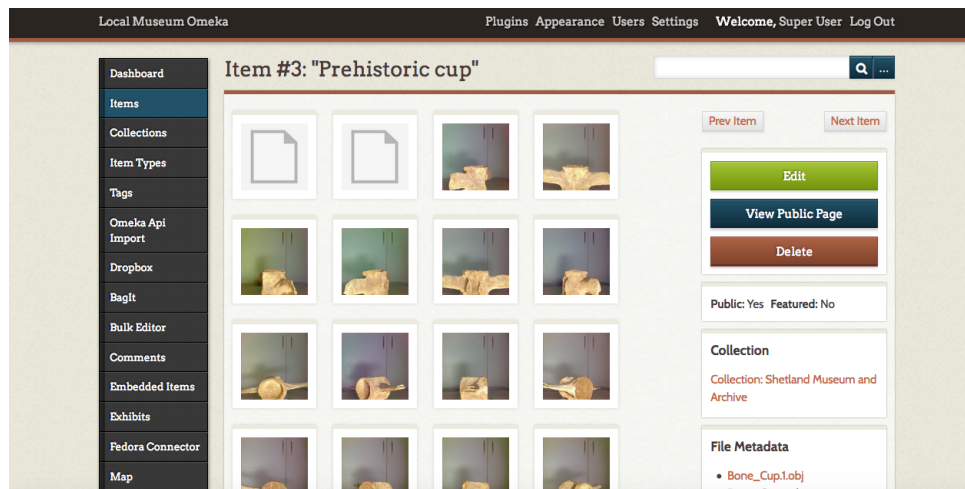 Local Museum Omeka
Plugins Appearance Users Settings Welcome, Super User Log Out
Dashboard
Items
Collections
Item Types
Tags
Omeka Api
Import
Dropbox
BagIt
Bulk Editor
Comments
Embedded Items
Exhibits
Fedora Connector
Map
Item #3: "Prehistoric cup"
...
Prev Item
Next Item
Edit
View Public Page
Delete
Public: Yes Featured: No
Collection
Collection: Shetland Museum and
Archive
File Metadata
Bone_Cup.1.obj